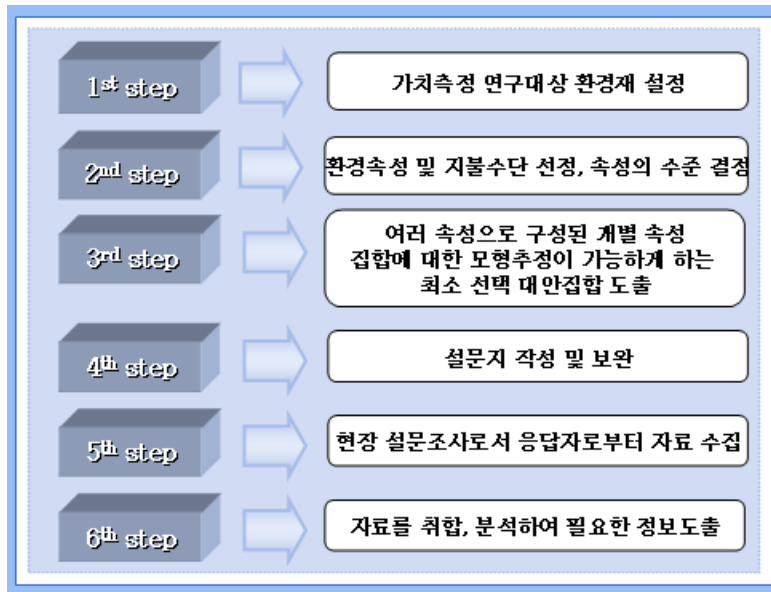 1st step
가치측정 연구대상 환경재 설정
2nd step
환경속성 및 지불수단 선정, 속성의 수준 결정
3rd step
여러 속성으로 구성된 개별 속성
집합에 대한 모형추정이 가능하게 하는
최소 선택 대안집합 도출
4th step
설문지 작성 및 보완
5th step
현장 설문조사로서 응답자로부터 자료 수집
6th step
자료를 취합, 분석하여 필요한 정보도출